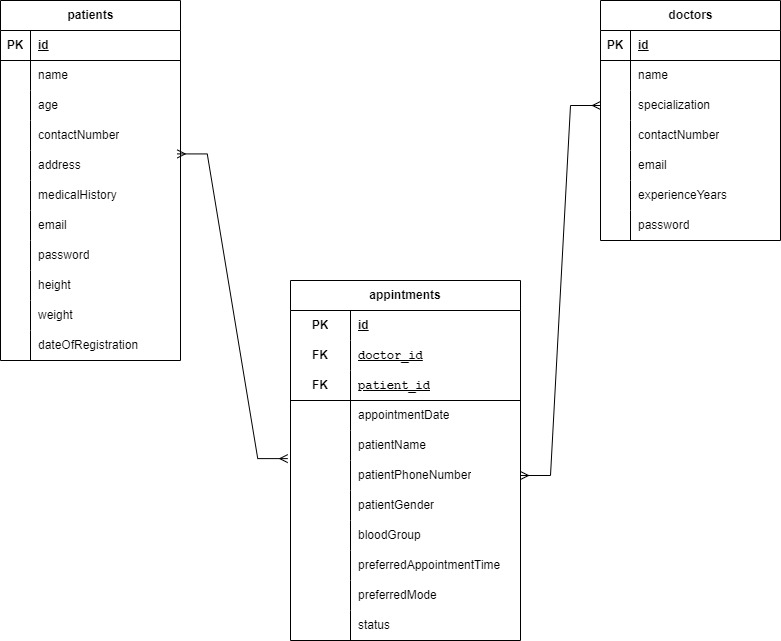 patients
PK id
name
age
contactNumber
address
medicalHistory
email
password
height
weight
dateOfRegistration
doctors
PK id
name
specialization
contactNumber
email
experienceYears
password
appintments
PK id
FK doctor_id
FK patient_id
appointmentDate
patientName
patientPhoneNumber
patientGender
bloodGroup
preferredAppointmentTime
preferredMode
status